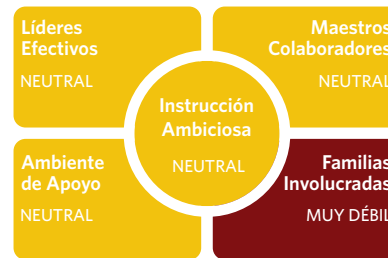 Líderes
Efectivos
NEUTRAL
Maestros
Colaboradores
NEUTRAL
Instrucción
Ambiciosa
NEUTRAL
Ambiente
de Apoyo
NEUTRAL
Familias
Involucradas
MUY DÉBIL